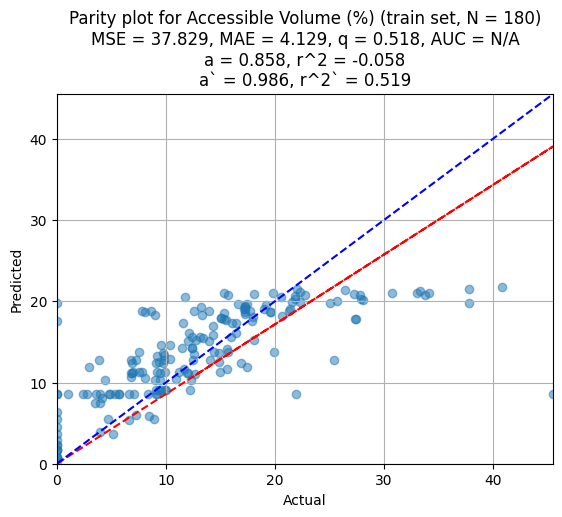 Parity plot for Accessible Volume (%) (train set, N = 180)
MSE = 37.829, MAE = 4.129, q = 0.518, AUC = N/A
a = 0.858, r^2 = -0.058
a` = 0.986, r^2` = 0.519
40
30
20
10
0
Predicted
0 10 20 30 40
Actual